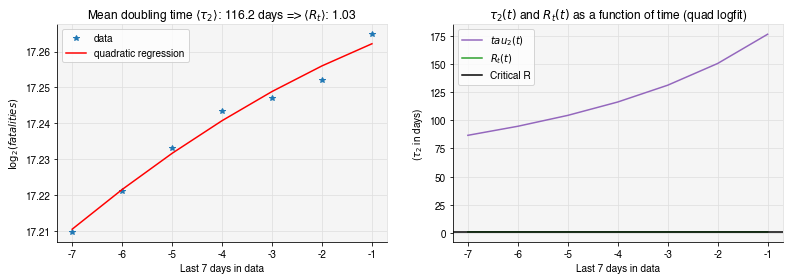 Mean doubling time ⟨τ₂⟩: 116.2 days => ⟨Rₜ⟩: 1.03
data
quadratic regression
log₂(fatalities)
17.26
17.25
17.24
17.23
17.22
17.21
-7 -6 -5 -4 -3 -2 -1
Last 7 days in data
τ₂(t) and Rₜ(t) as a function of time (quad logfit)
tau₂(t)
Rₜ(t)
Critical R
(τ₂ in days)
175
150
125
100
75
50
25
0
-7 -6 -5 -4 -3 -2 -1
Last 7 days in data